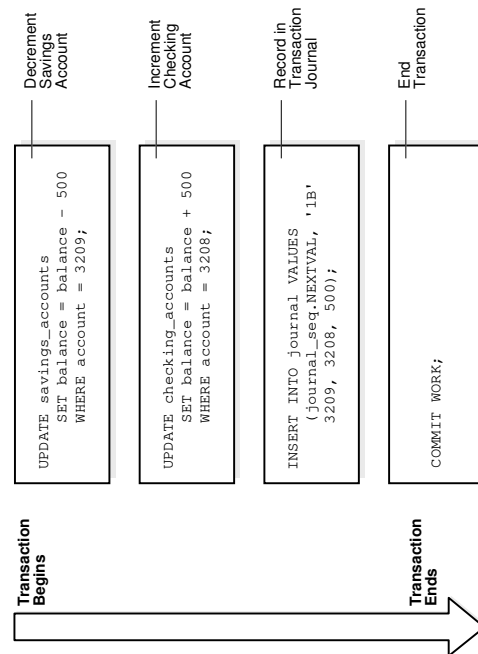 Transaction
Begins
UPDATE savings_accounts
SET balance = balance − 500
WHERE account = 3209;
Decrement
Savings
Account
UPDATE checking_accounts
SET balance = balance + 500
WHERE account = 3208;
Increment
Checking
Account
INSERT INTO journal VALUES
(journal_seq.NEXTVAL, '1B'
3209, 3208, 500);
Record in
Transaction
Journal
Transaction
Ends
COMMIT WORK;
End
Transaction